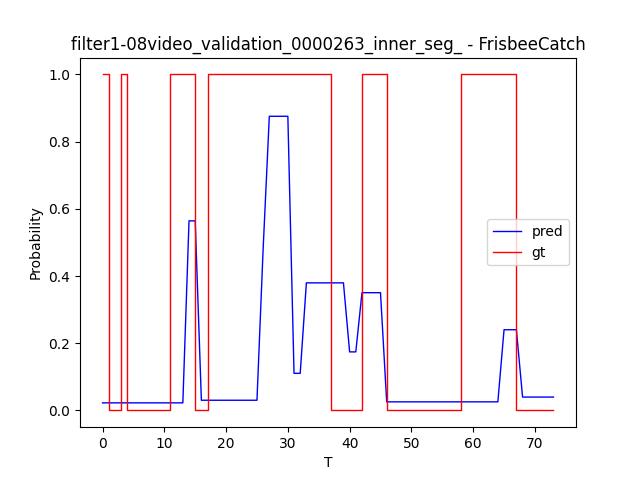 filter1-08video_validation_0000263_inner_seg_ - FrisbeeCatch
1.0
0.8
0.6
0.4
0.2
0.0
Probability
pred
gt
0 10 20 30 40 50 60 70
T